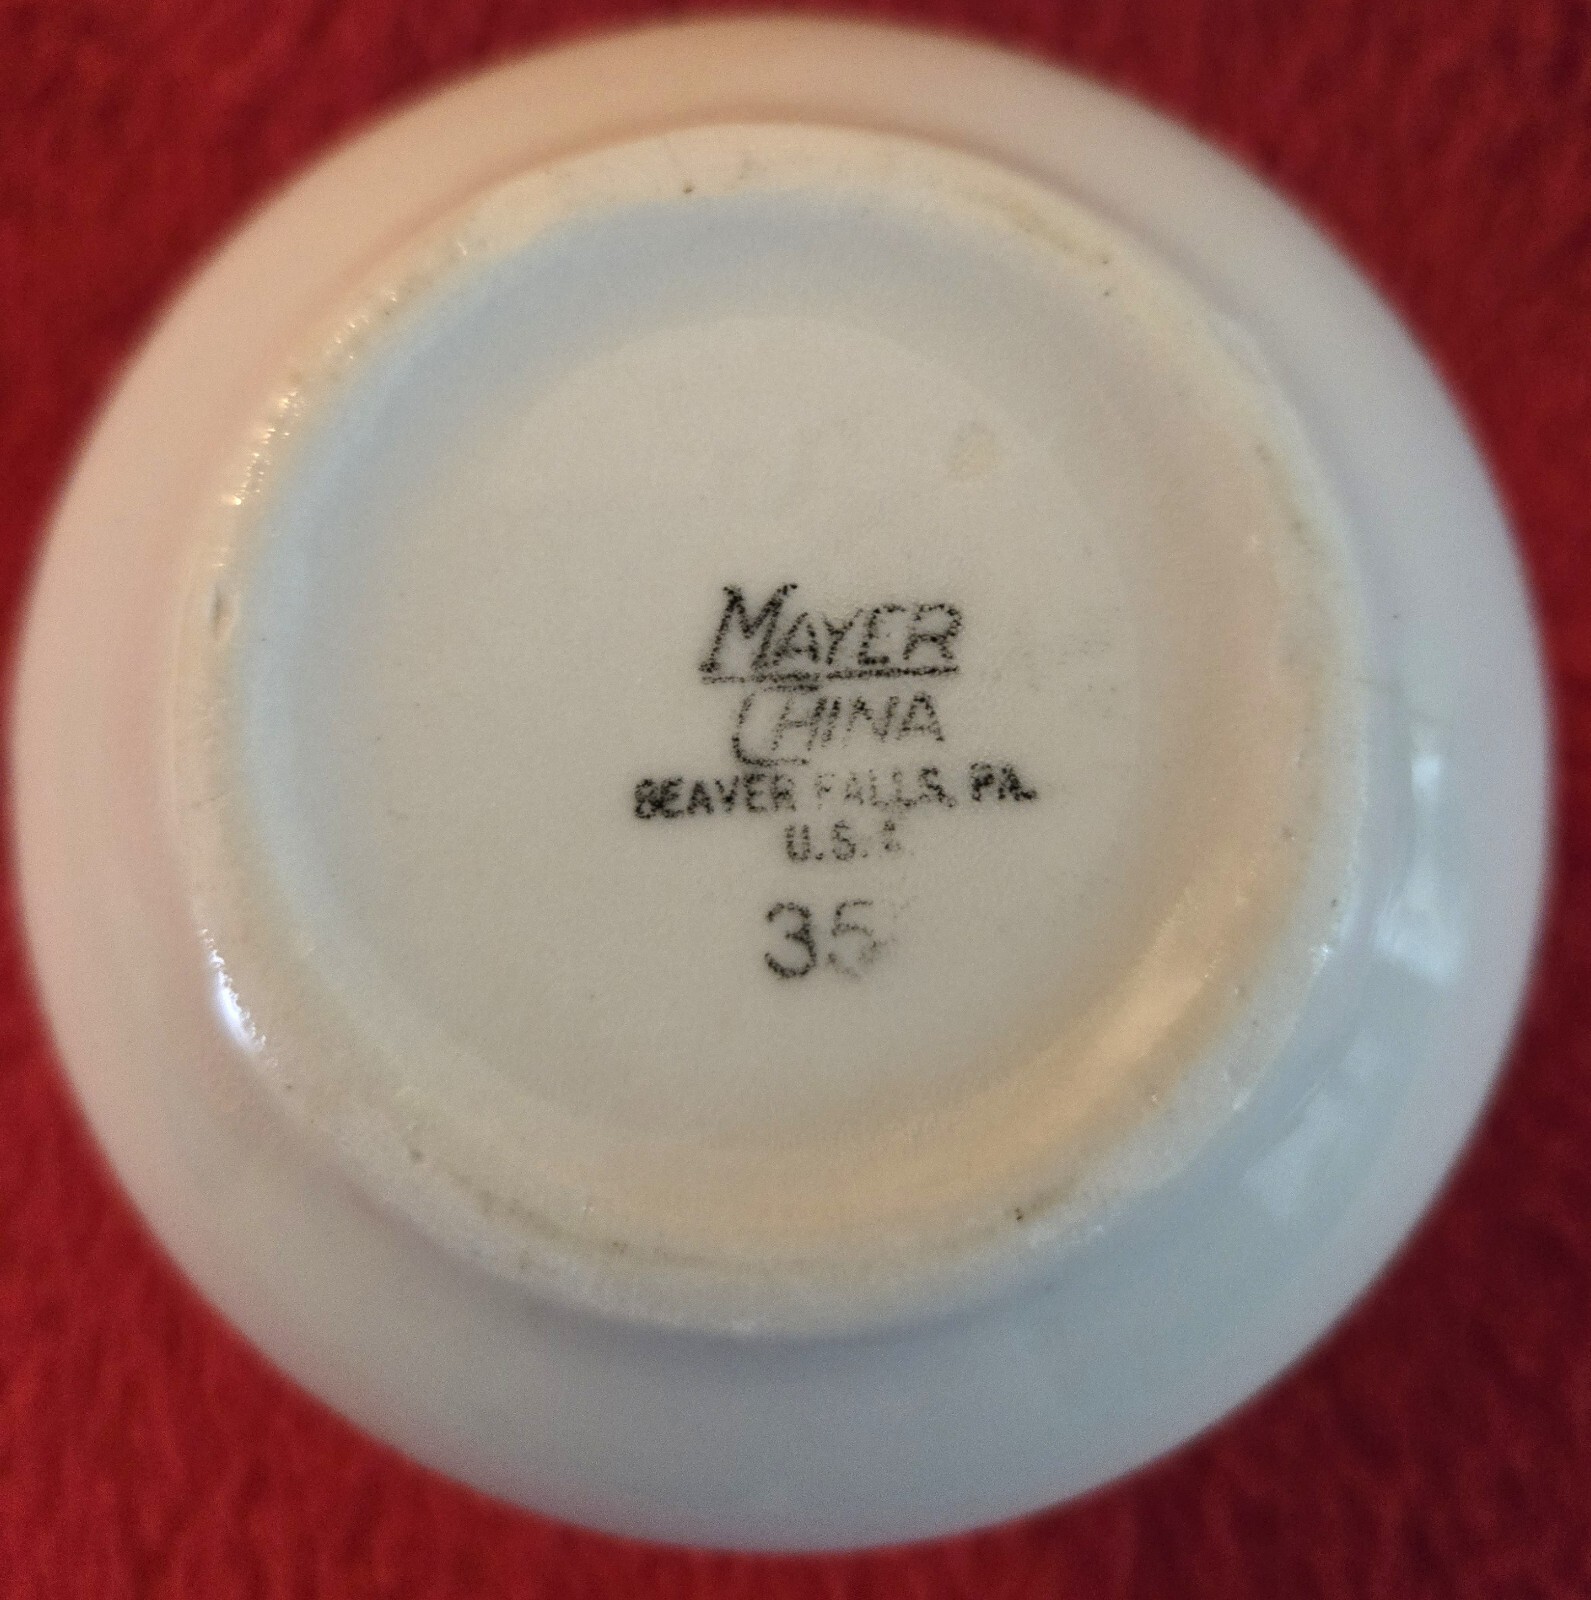 MAYER
CHINA
BEAVER FALLS, PA.
U.S.A.
35